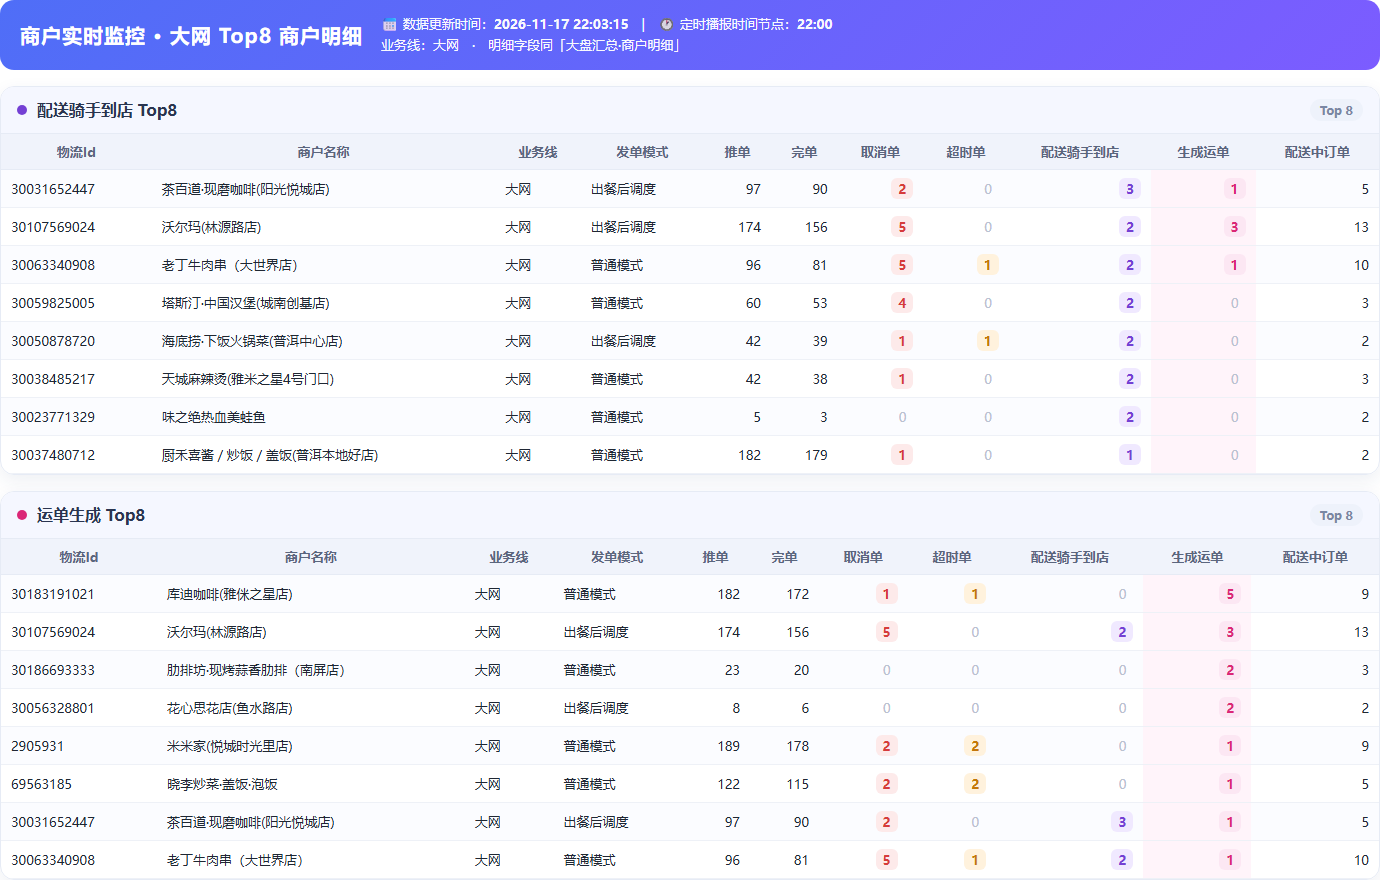 商户实时监控 · 大网 Top8 商户明细
数据更新时间：2026-11-17 22:03:15 | 定时播报时间节点：22:00
业务线：大网 · 明细字段同「大盘汇总·商户明细」
配送骑手到店 Top8 Top 8
物流Id 商户名称 业务线 发单模式 推单 完单 取消单 超时单 配送骑手到店 生成运单 配送中订单
30031652447 茶百道·现磨咖啡(阳光悦城店) 大网 出餐后调度 97 90 2 0 3 1 5
30107569024 沃尔玛(林源路店) 大网 出餐后调度 174 156 5 0 2 3 13
30063340908 老丁牛肉串（大世界店） 大网 普通模式 96 81 5 1 2 1 10
30059825005 塔斯汀·中国汉堡(城南创基店) 大网 普通模式 60 53 4 0 2 0 3
30050878720 海底捞·下饭火锅菜(普洱中心店) 大网 出餐后调度 42 39 1 1 2 0 2
30038485217 天城麻辣烫(雅米之星4号门口) 大网 普通模式 42 38 1 0 2 0 3
30023771329 味之绝热血美蛙鱼 大网 普通模式 5 3 0 0 2 0 2
30037480712 厨禾喜酱 / 炒饭 / 盖饭(普洱本地好店) 大网 普通模式 182 179 1 0 1 0 2
运单生成 Top8 Top 8
物流Id 商户名称 业务线 发单模式 推单 完单 取消单 超时单 配送骑手到店 生成运单 配送中订单
30183191021 库迪咖啡(雅侎之星店) 大网 普通模式 182 172 1 1 0 5 9
30107569024 沃尔玛(林源路店) 大网 出餐后调度 174 156 5 0 2 3 13
30186693333 肋排坊·现烤蒜香肋排（南屏店） 大网 普通模式 23 20 0 0 0 2 3
30056328801 花心思花店(鱼水路店) 大网 出餐后调度 8 6 0 0 0 2 2
2905931 米米家(悦城时光里店) 大网 普通模式 189 178 2 2 0 1 9
69563185 晓李炒菜·盖饭·泡饭 大网 普通模式 122 115 2 2 0 1 5
30031652447 茶百道·现磨咖啡(阳光悦城店) 大网 出餐后调度 97 90 2 0 3 1 5
30063340908 老丁牛肉串（大世界店） 大网 普通模式 96 81 5 1 2 1 10